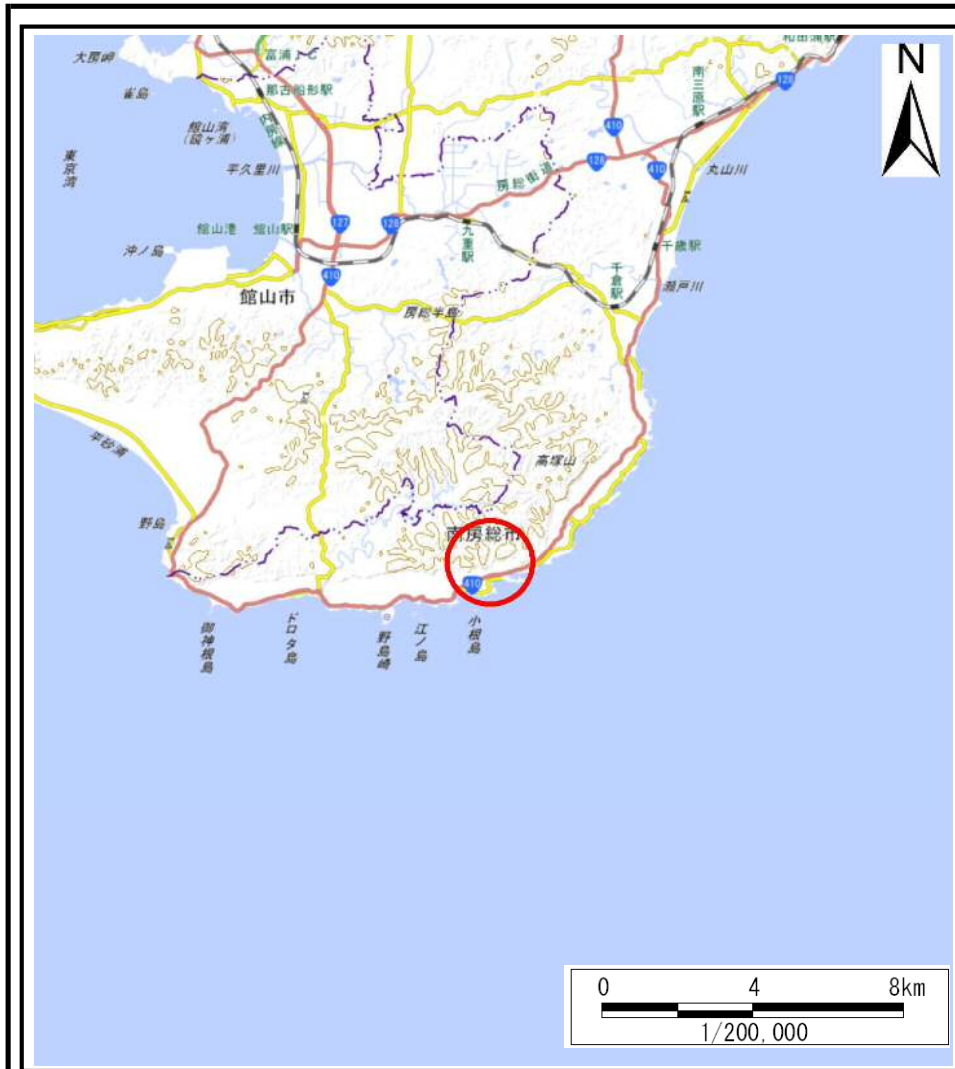 和田浦駅
大房岬
富浦IC
N
南三原駅
128
那古船形駅
雀島
内房線
410
館山湾
(鏡ヶ浦)
東京湾
128
房総街道
410
平久里川
丸山川
127
128
館山港
館山駅
九重駅
沖ノ島
千歳駅
410
千倉駅
瀬戸川
館山市
房総半島
平砂浦
高塚山
野島
南房総市
410
御神根島
ドロタ島
野島崎
江ノ島
小根島
0 4 8km
1/200,000